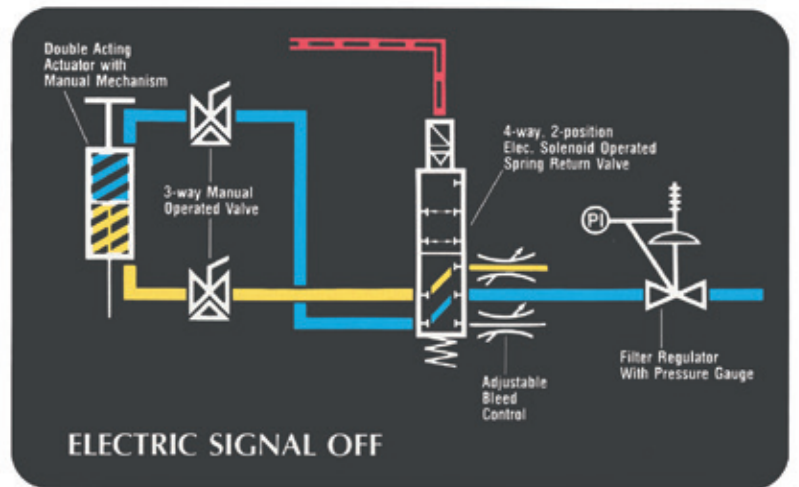 Double Acting
Actuator with
Manual Mechanism
3-way Manual
Operated Valve
4-way, 2-position
Elec. Solenoid Operated
Spring Return Valve
PI
Adjustable
Bleed
Control
Filter Regulator
With Pressure Gauge
ELECTRIC SIGNAL OFF